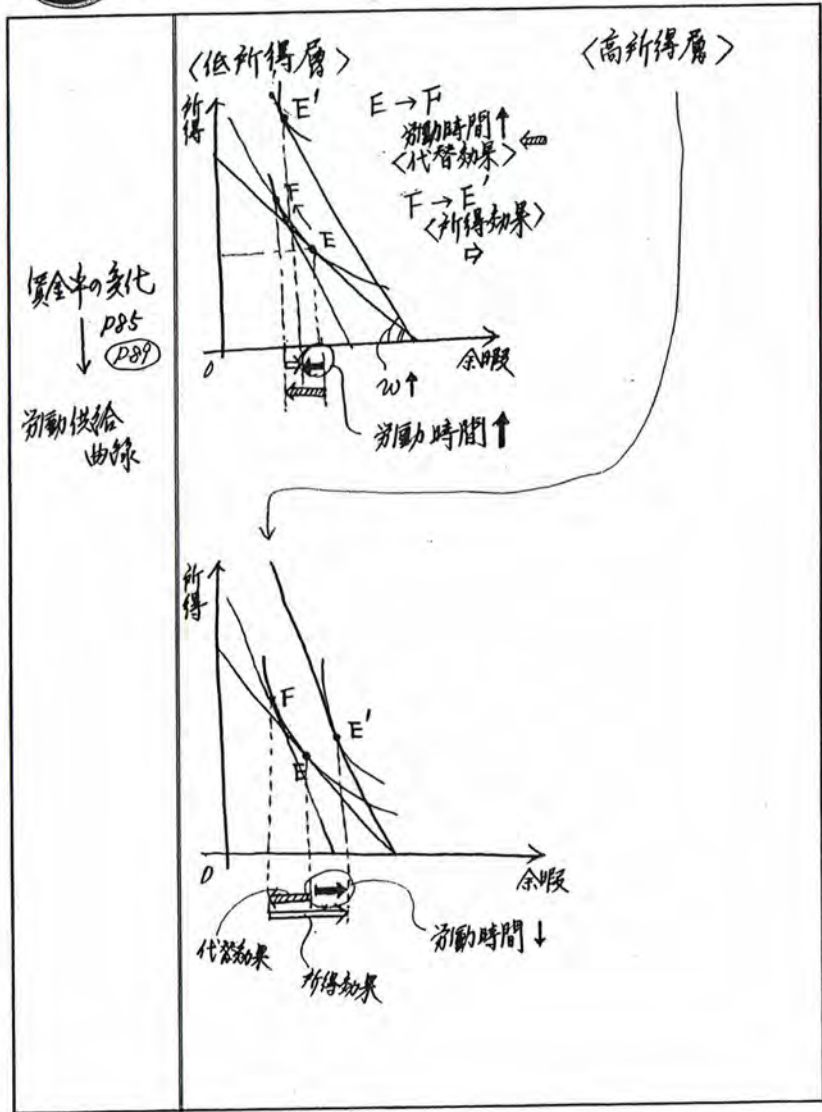 〈低所得層〉
〈高所得層〉
所得
E'
E → F
労働時間↑
〈代替効果〉
F → E'
〈所得効果〉
⇨
F
E
賃金率の変化
P85
P89
↓
労働供給
曲線
O
余暇
w↑
労働時間↑
所得
F
E'
E
O
余暇
代替効果
所得効果
労働時間↓